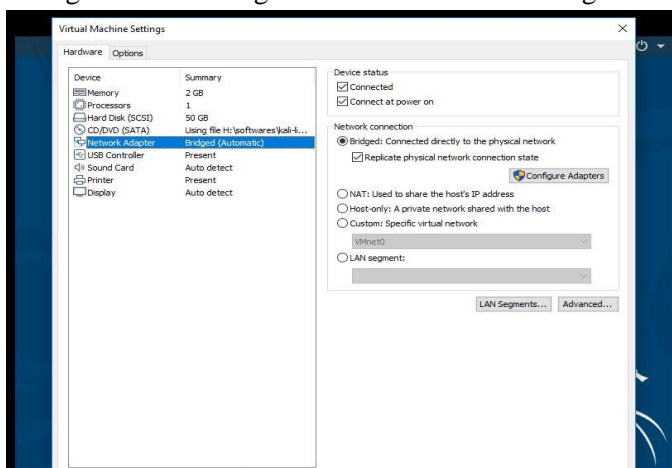 Virtual Machine Settings
Hardware Options
Device Summary
Memory 2 GB
Processors 1
Hard Disk (SCSI) 50 GB
CD/DVD (SATA) Using file H:\softwares\kali-li...
Network Adapter Bridged (Automatic)
USB Controller Present
Sound Card Auto detect
Printer Present
Display Auto detect
Device status
Connected
Connect at power on
Network connection
Bridged: Connected directly to the physical network
Replicate physical network connection state
Configure Adapters
NAT: Used to share the host's IP address
Host-only: A private network shared with the host
Custom: Specific virtual network
VMnet0
LAN segment:
LAN Segments... Advanced...